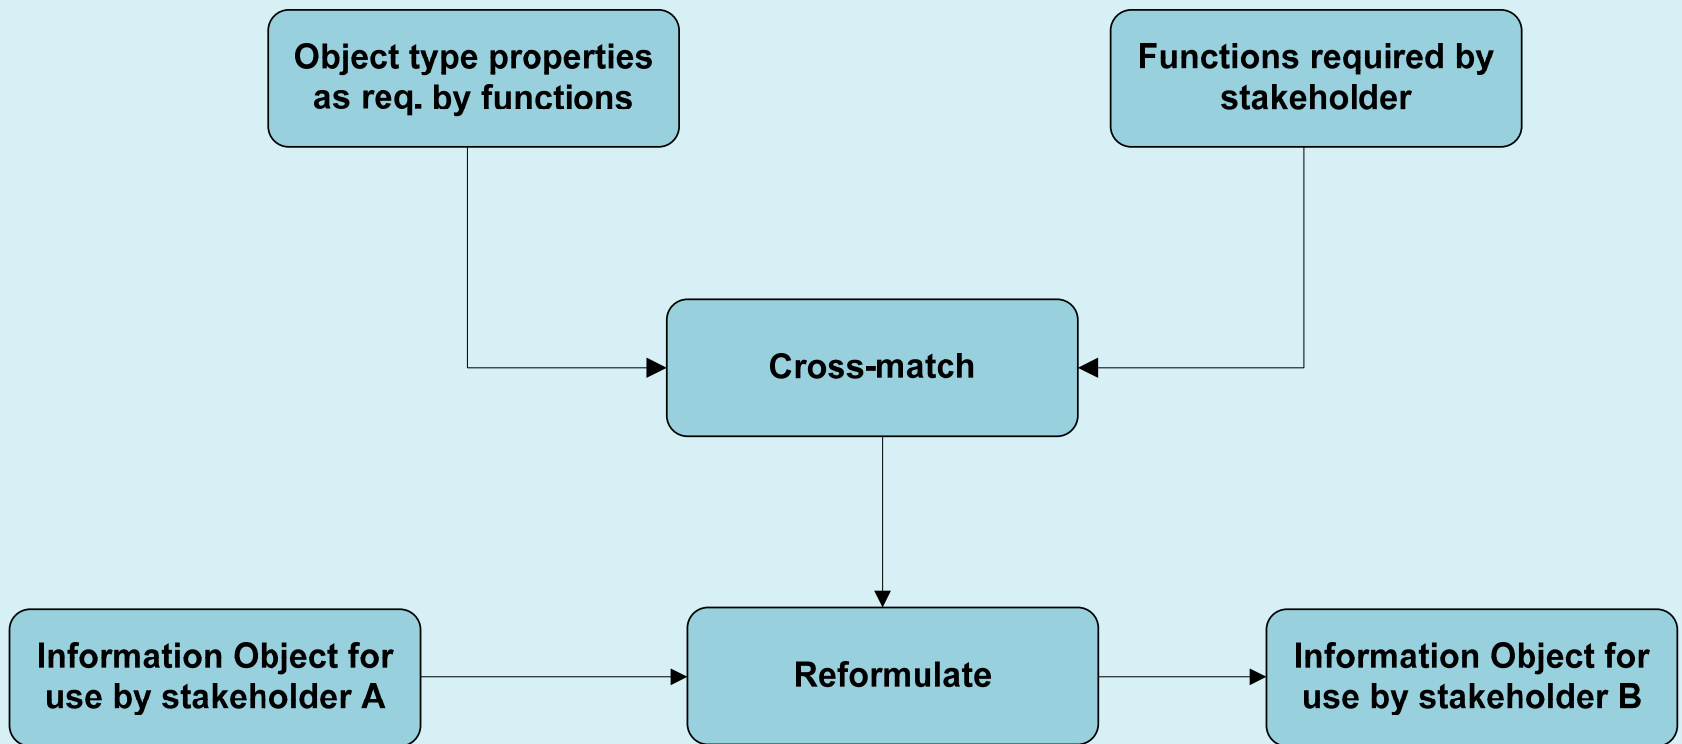 Object type properties
as req. by functions
Functions required by
stakeholder
Cross-match
Information Object for
use by stakeholder A
Reformulate
Information Object for
use by stakeholder B